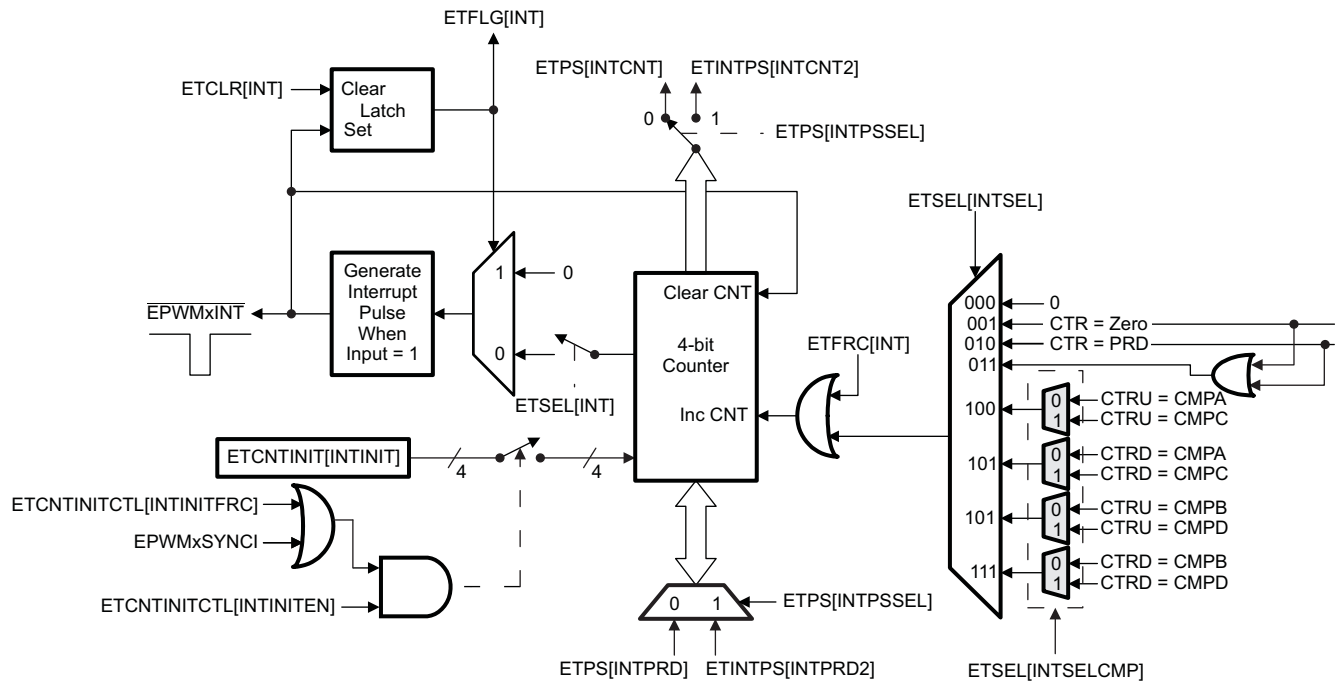 ETFLG[INT]
ETPS[INTCNT]
ETINTPS[INTCNT2]
ETCLR[INT]
Clear
Latch
Set
0
1
ETPS[INTPSSEL]
ETSEL[INTSEL]
Generate
Interrupt
Pulse
When
Input = 1
EPWMxINT
1
0
0
ETSEL[INT]
Clear CNT
4-bit
Counter
Inc CNT
ETFRC[INT]
000
0
001
CTR = Zero
010
CTR = PRD
011
100
0
CTRU = CMPA
1
CTRU = CMPC
101
0
CTRD = CMPA
1
CTRD = CMPC
101
0
CTRU = CMPB
1
CTRU = CMPD
111
0
CTRD = CMPB
1
CTRD = CMPD
ETSEL[INTSELCMP]
ETCNTINIT[INTINIT]
4
4
ETCNTINITCTL[INTINITFRC]
EPWMxSYNCI
ETCNTINITCTL[INTINITEN]
0
1
ETPS[INTPSSEL]
ETPS[INTPRD]
ETINTPS[INTPRD2]